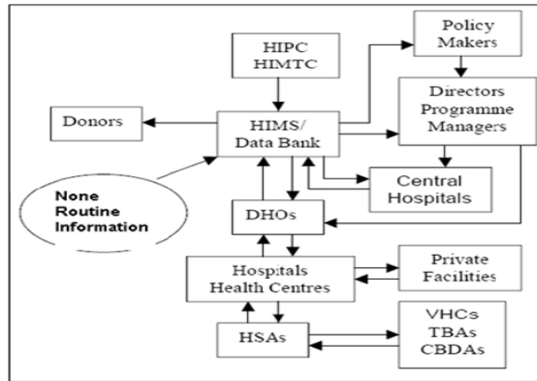 HIPC
HIMTC
Policy
Makers
Donors
HIMS/
Data Bank
Directors
Programme
Managers
None
Routine
Information
Central
Hospitals
DHOs
Hospitals
Health Centres
Private
Facilities
HSAs
VHCs
TBAs
CBDAs